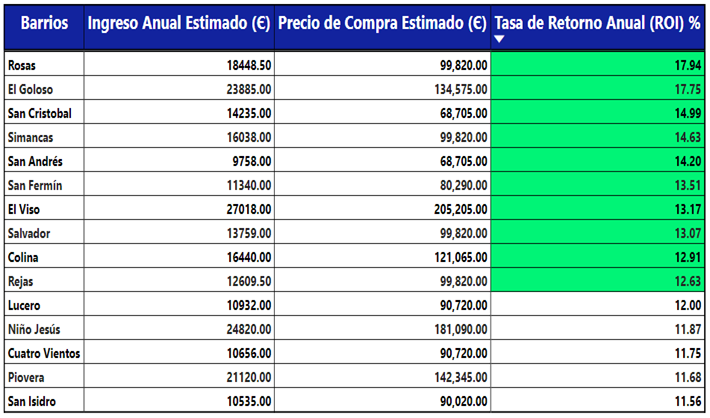 Barrios Ingreso Anual Estimado (€) Precio de Compra Estimado (€) Tasa de Retorno Anual (ROI) %
Rosas 18448.50 99,820.00 17.94
El Goloso 23885.00 134,575.00 17.75
San Cristobal 14235.00 68,705.00 14.99
Simancas 16038.00 99,820.00 14.63
San Andrés 9758.00 68,705.00 14.20
San Fermín 11340.00 80,290.00 13.51
El Viso 27018.00 205,205.00 13.17
Salvador 13759.00 99,820.00 13.07
Colina 16440.00 121,065.00 12.91
Rejas 12609.50 99,820.00 12.63
Lucero 10932.00 90,720.00 12.00
Niño Jesús 24820.00 181,090.00 11.87
Cuatro Vientos 10656.00 90,720.00 11.75
Piovera 21120.00 142,345.00 11.68
San Isidro 10535.00 90,020.00 11.56